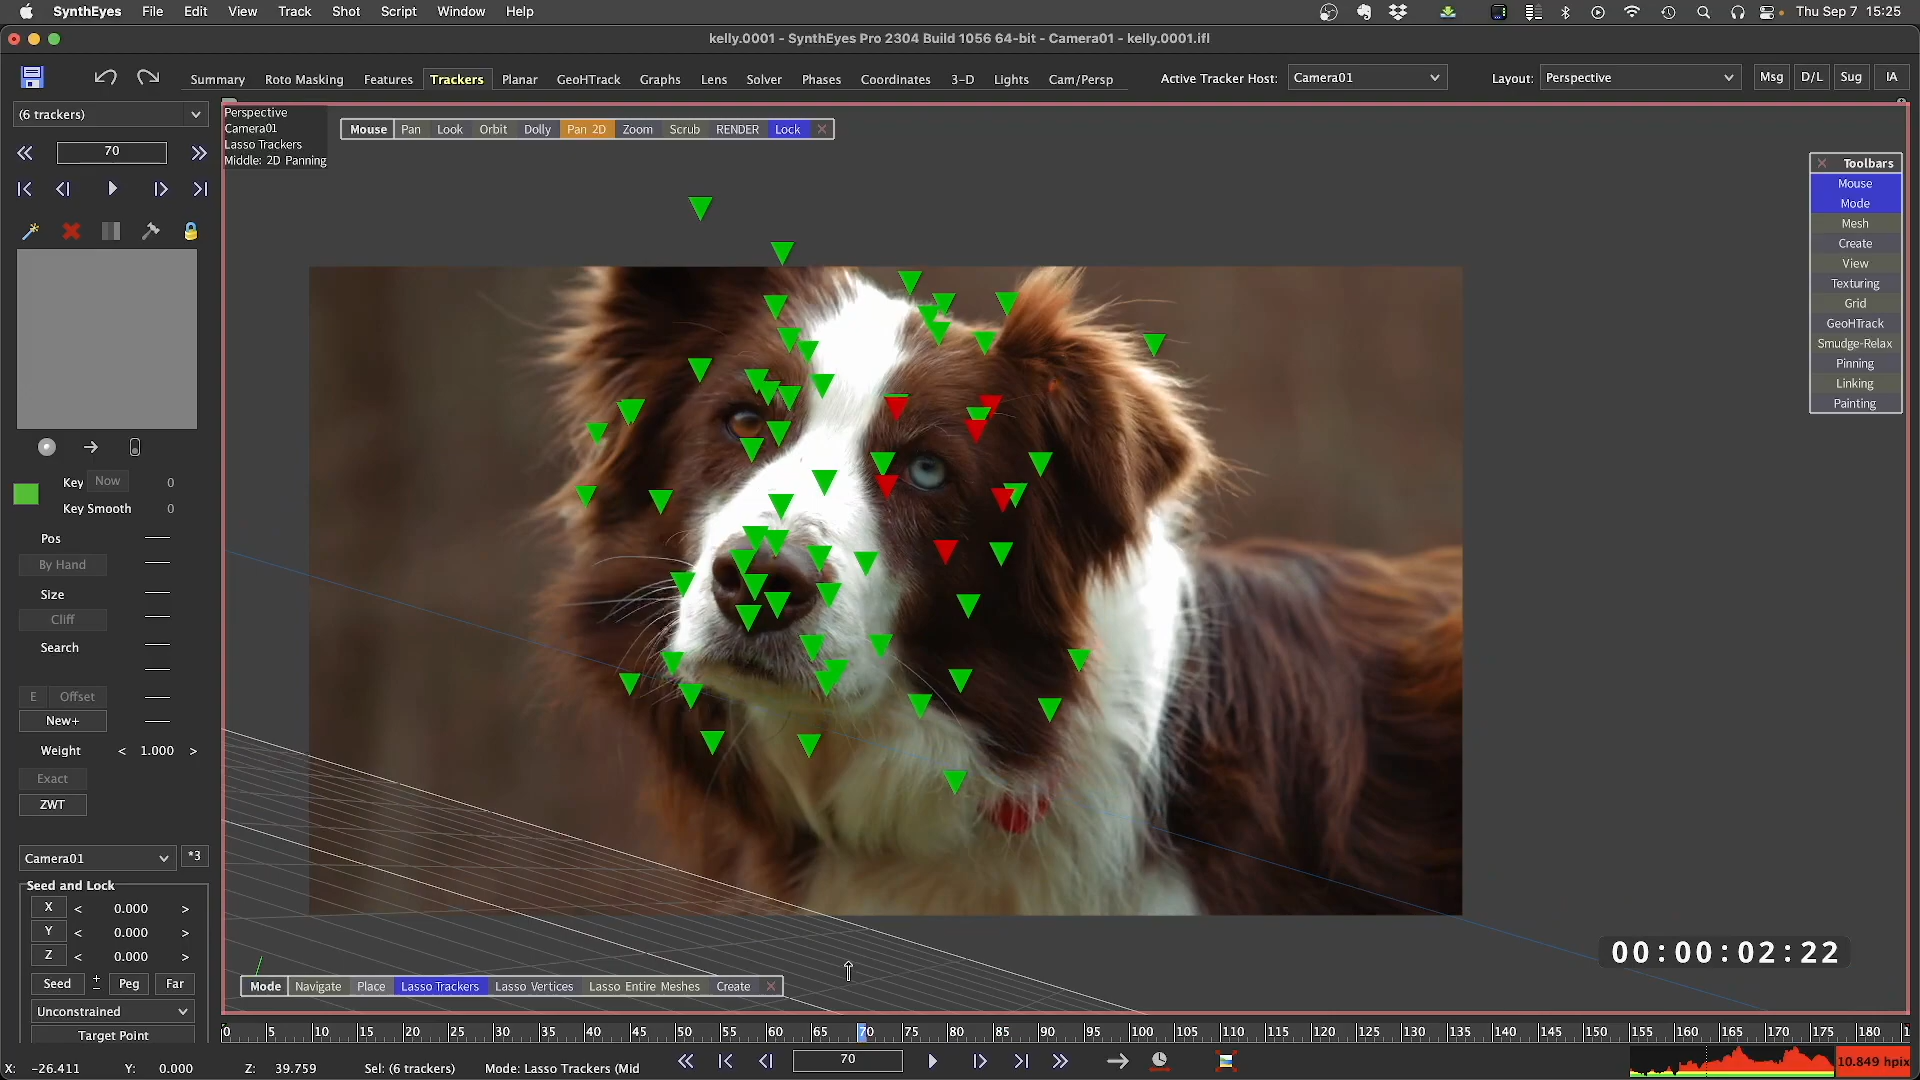 SynthEyes File Edit View Track Shot Script Window Help
Thu Sep 7 15:25
kelly.0001 - SynthEyes Pro 2304 Build 1056 64-bit - Camera01 - kelly.0001.ifl
Summary Roto Masking Features Trackers Planar GeoHTrack Graphs Lens Solver Phases Coordinates 3-D Lights Cam/Persp
Active Tracker Host: Camera01
Layout: Perspective
Msg D/L Sug IA
(6 trackers)
70
Key Now 0
Key Smooth 0
Pos
By Hand
Size
Cliff
Search
E Offset
New+
Weight < 1.000 >
Exact
ZWT
Camera01 *3
Seed and Lock
X < 0.000 >
Y < 0.000 >
Z < 0.000 >
Seed + Peg Far
Unconstrained
Target Point
Perspective
Camera01
Lasso Trackers
Middle: 2D Panning
Mouse Pan Look Orbit Dolly Pan 2D Zoom Scrub RENDER Lock
Toolbars
Mouse
Mode
Mesh
Create
View
Texturing
Grid
GeoHTrack
Smudge-Relax
Pinning
Linking
Painting
00:00:02:22
Mode Navigate Place Lasso Trackers Lasso Vertices Lasso Entire Meshes Create
0 5 10 15 20 25 30 35 40 45 50 55 60 65 70 75 80 85 90 95 100 105 110 115 120 125 130 135 140 145 150 155 160 165 170 175 180
70
10.849 hpix
X: -26.411 Y: 0.000 Z: 39.759 Sel: (6 trackers) Mode: Lasso Trackers (Mid